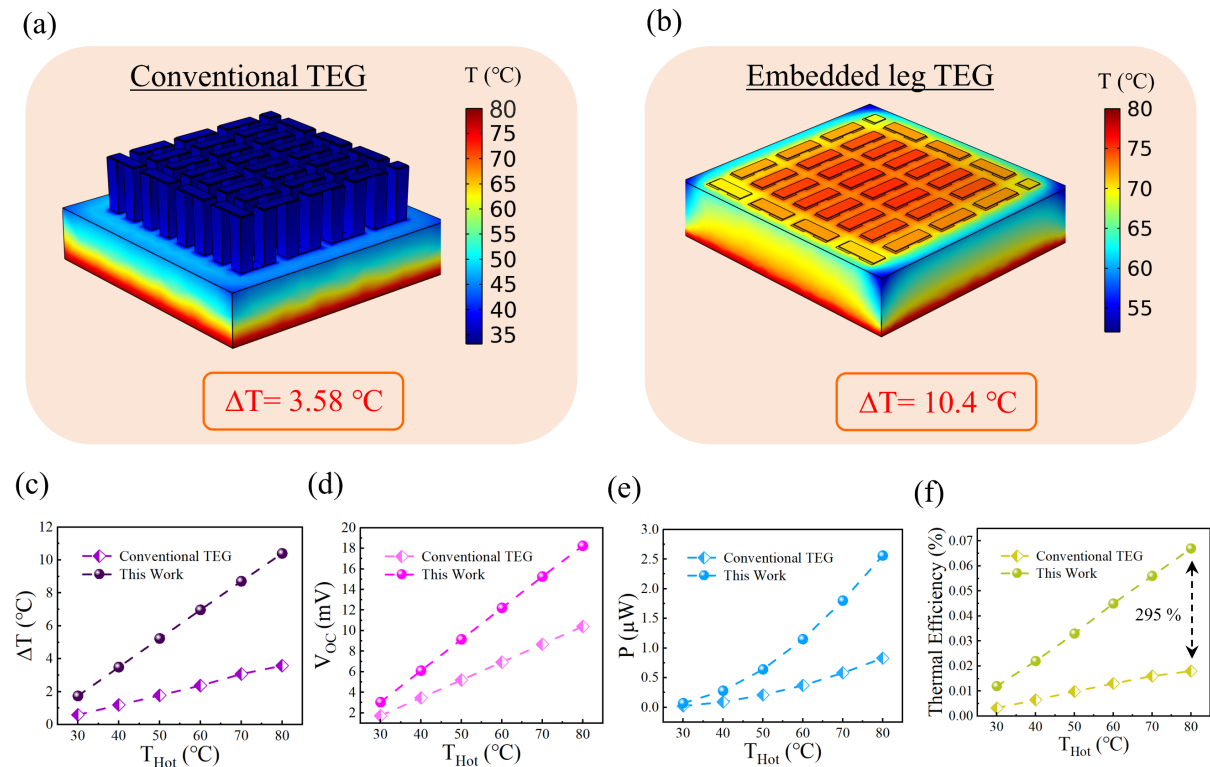 (a)
Conventional TEG
T (℃)
80
75
70
65
60
55
50
45
40
35
ΔT= 3.58 ℃
(b)
Embedded leg TEG
T (℃)
80
75
70
65
60
55
ΔT= 10.4 ℃
(c)
12
10
8
6
4
2
0
ΔT (℃)
Conventional TEG
This Work
30 40 50 60 70 80
T_Hot (℃)
(d)
20
18
16
14
12
10
8
6
4
2
V_OC (mV)
Conventional TEG
This Work
30 40 50 60 70 80
T_Hot (℃)
(e)
3.0
2.5
2.0
1.5
1.0
0.5
0.0
P (μW)
Conventional TEG
This Work
30 40 50 60 70 80
T_Hot (℃)
(f)
0.07
0.06
0.05
0.04
0.03
0.02
0.01
0.00
Thermal Efficiency (%)
Conventional TEG
This Work
295 %
30 40 50 60 70 80
T_Hot (℃)